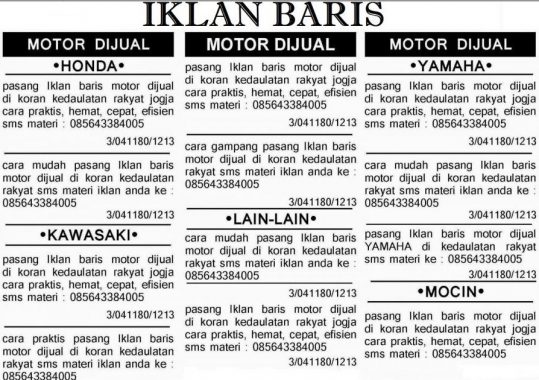 IKLAN BARIS
MOTOR DIJUAL
•HONDA•
pasang Iklan baris motor dijual
di koran kedaulatan rakyat jogja
cara praktis, hemat, cepat, efisien
sms materi : 085643384005
3/041180/1213
cara mudah pasang Iklan baris
motor dijual di koran kedaulatan
rakyat sms materi iklan anda ke :
085643384005
3/041180/1213
•KAWASAKI•
pasang Iklan baris motor dijual
di koran kedaulatan rakyat jogja
cara praktis, hemat, cepat, efisien
sms materi : 085643384005
3/041180/1213
cara praktis pasang Iklan baris
motor dijual di koran kedaulatan
rakyat sms materi iklan anda ke :
085643384005
MOTOR DIJUAL
pasang Iklan baris motor dijual
di koran kedaulatan rakyat jogja
cara praktis, hemat, cepat, efisien
sms materi : 085643384005
3/041180/1213
cara gampang pasang Iklan baris
motor dijual di koran kedaulatan
rakyat sms materi iklan anda ke :
085643384005
3/041180/1213
•LAIN-LAIN•
cara mudah pasang Iklan baris
motor dijual di koran kedaulatan
rakyat sms materi iklan anda ke :
085643384005
3/041180/1213
pasang Iklan baris motor dijual
di koran kedaulatan rakyat jogja
cara praktis, hemat, cepat, efisien
sms materi : 085643384005
3/041180/1213
MOTOR DIJUAL
•YAMAHA•
pasang Iklan baris motor dijual
di koran kedaulatan rakyat jogja
cara praktis, hemat, cepat, efisien
sms materi : 085643384005
3/041180/1213
cara mudah pasang Iklan baris
motor dijual di koran kedaulatan
rakyat sms materi iklan anda ke :
085643384005
3/041180/1213
pasang Iklan baris motor dijual
YAMAHA di kedaulatan rakyat
sms materi iklan anda ke :
085643384005
3/041180/1213
•MOCIN•
pasang Iklan baris motor dijual
di koran kedaulatan rakyat jogja
cara praktis, hemat, cepat, efisien
sms materi : 085643384005
3/041180/1213